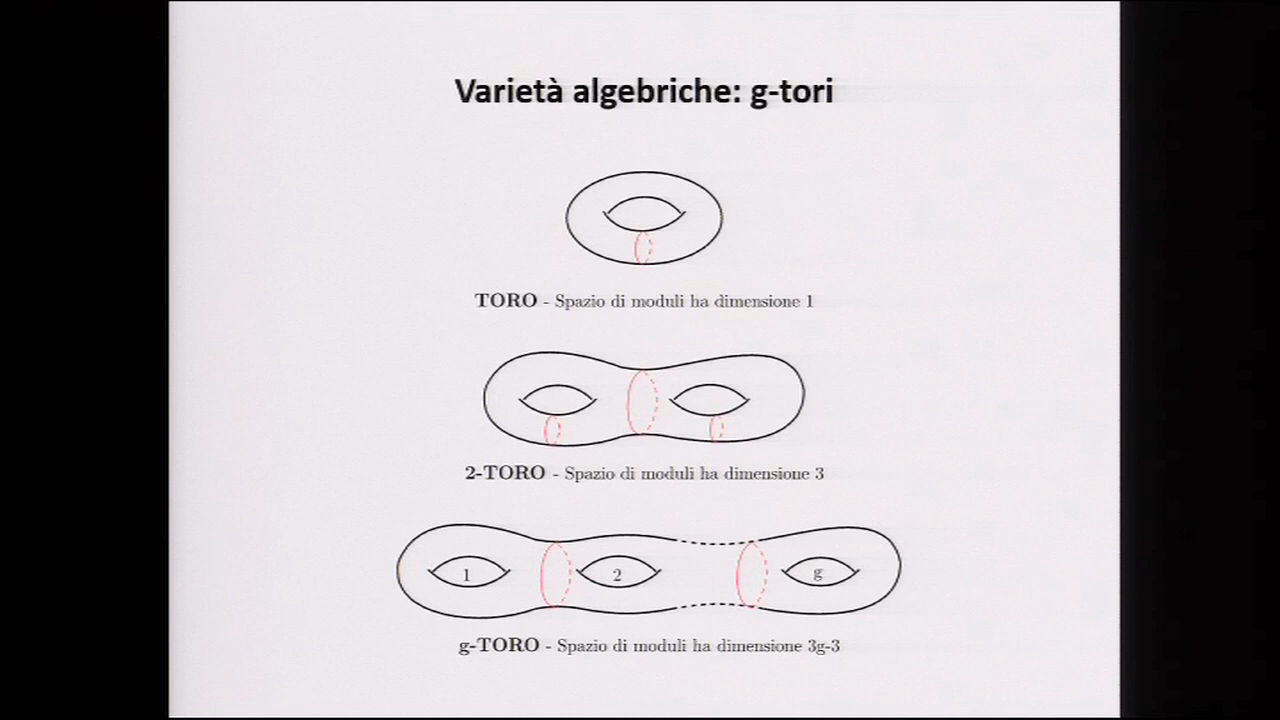 Varietà algebriche: g-tori
TORO - Spazio di moduli ha dimensione 1
2-TORO - Spazio di moduli ha dimensione 3
1 2 g
g-TORO - Spazio di moduli ha dimensione 3g-3